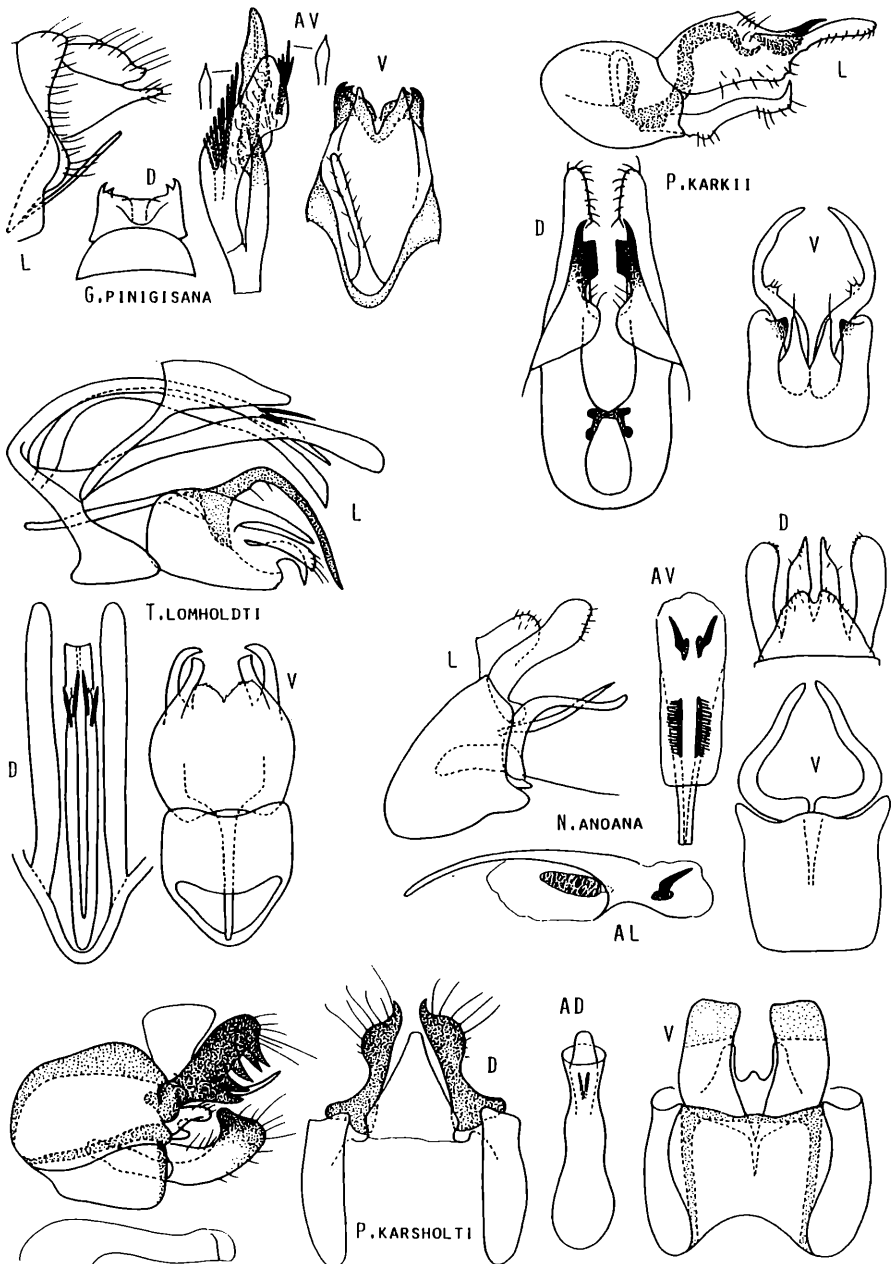 AV
V
D
L
G.PINIGISANA
L
P.KARKII
D
V
L
T.LOMHOLDTI
D
V
D
AV
L
N.ANOANA
V
AL
D
AD
V
P.KARSHOLTI